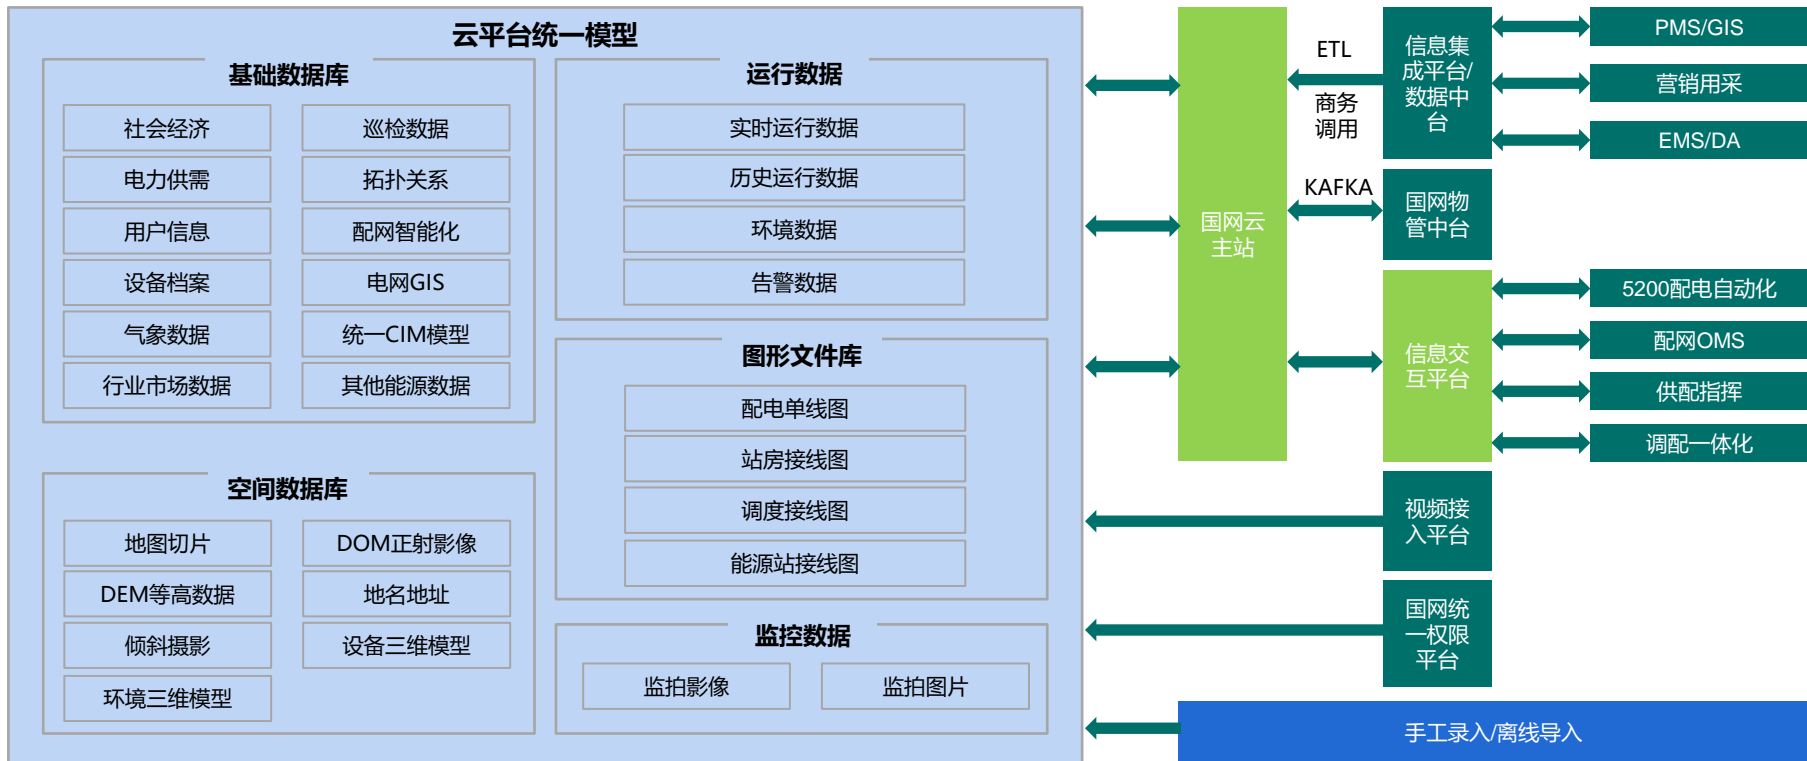 云平台统一模型
基础数据库
社会经济
巡检数据
电力供需
拓扑关系
用户信息
配网智能化
设备档案
电网GIS
气象数据
统一CIM模型
行业市场数据
其他能源数据
空间数据库
地图切片
DOM正射影像
DEM等高数据
地名地址
倾斜摄影
设备三维模型
环境三维模型
运行数据
实时运行数据
历史运行数据
环境数据
告警数据
图形文件库
配电单线图
站房接线图
调度接线图
能源站接线图
监控数据
监拍影像
监拍图片
国网云
主站
ETL
商务
调用
KAFKA
信息集
成平台/
数据中
台
国网物
管中台
信息交
互平台
视频接
入平台
国网统
一权限
平台
PMS/GIS
营销用采
EMS/DA
5200配电自动化
配网OMS
供配指挥
调配一体化
手工录入/离线导入